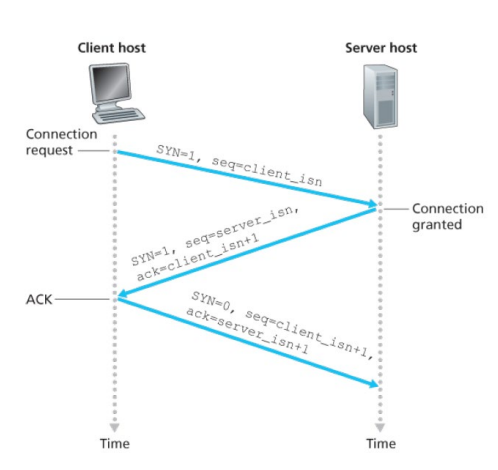 Client host
Server host
Connection
request
SYN=1, seq=client_isn
Connection
granted
SYN=1, seq=server_isn,
ack=client_isn+1
ACK
SYN=0, seq=client_isn+1,
ack=server_isn+1
Time
Time